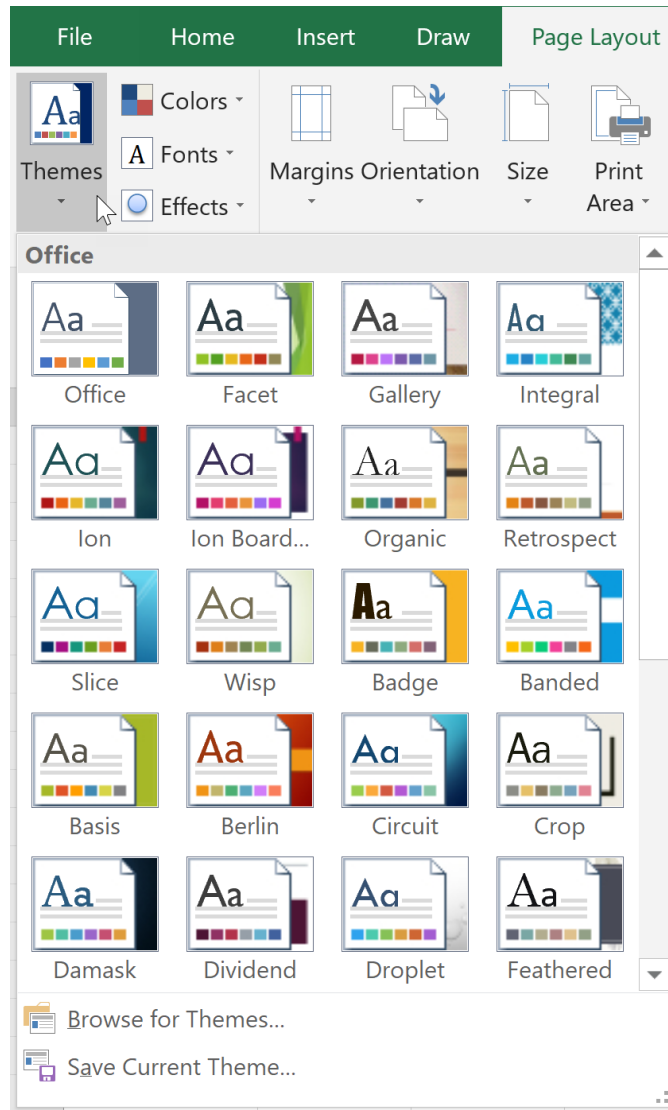 File Home Insert Draw Page Layout
Aa
Themes
Colors
A Fonts
Effects
Margins Orientation Size Print
Area
Office
Aa Aa Aa Aa
Office Facet Gallery Integral
Aa Aa Aa Aa
Ion Ion Board... Organic Retrospect
Aa Aa Aa Aa
Slice Wisp Badge Banded
Aa Aa Aa Aa
Basis Berlin Circuit Crop
Aa Aa Aa Aa
Damask Dividend Droplet Feathered
Browse for Themes...
Save Current Theme...